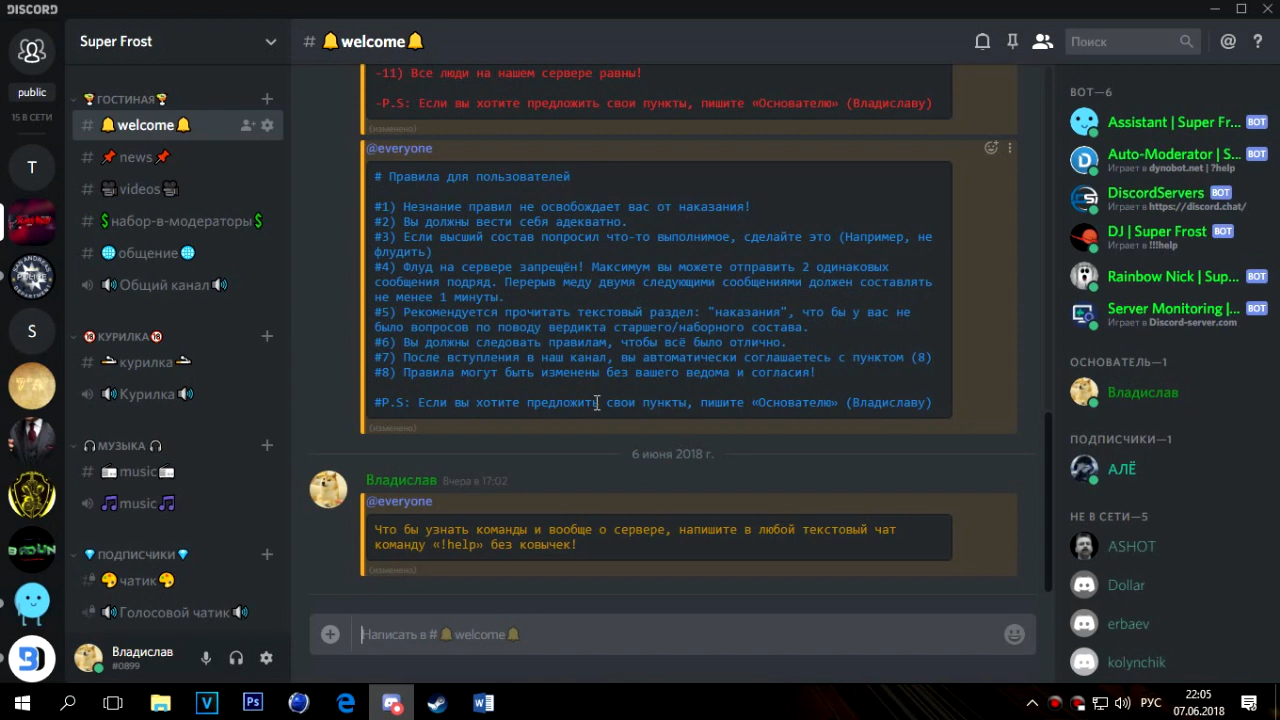 DISCORD
public
15 В СЕТИ
T
S
Super Frost
ГОСТИНАЯ
# welcome
# news
# videos
# набор-в-модераторы
# общение
Общий канал
КУРИЛКА
# курилка
Курилка
МУЗЫКА
# music
music
ПОДПИСЧИКИ
чатик
Голосовой чатик
Владислав
#0899
# welcome
Поиск
-11) Все люди на нашем сервере равны!
-P.S: Если вы хотите предложить свои пункты, пишите «Основателю» (Владиславу)
(изменено)
@everyone
# Правила для пользователей
#1) Незнание правил не освобождает вас от наказания!
#2) Вы должны вести себя адекватно.
#3) Если высший состав попросил что-то выполнимое, сделайте это (Например, не
флудить)
#4) Флуд на сервере запрещён! Максимум вы можете отправить 2 одинаковых
сообщения подряд. Перерыв меду двумя следующими сообщениями должен составлять
не менее 1 минуты.
#5) Рекомендуется прочитать текстовый раздел: "наказания", что бы у вас не
было вопросов по поводу вердикта старшего/наборного состава.
#6) Вы должны следовать правилам, чтобы всё было отлично.
#7) После вступления в наш канал, вы автоматически соглашаетесь с пунктом (8)
#8) Правила могут быть изменены без вашего ведома и согласия!
#P.S: Если вы хотите предложить свои пункты, пишите «Основателю» (Владиславу)
(изменено)
6 июня 2018 г.
Владислав Вчера в 17:02
@everyone
Что бы узнать команды и вообще о сервере, напишите в любой текстовый чат
команду «!help» без ковычек!
(изменено)
Написать в # welcome
БОТ—6
Assistant | Super Fr... БОТ
Auto-Moderator | S... БОТ
Играет в dynobot.net | ?help
DiscordServers БОТ
Играет в https://discord.chat/
DJ | Super Frost БОТ
Играет в !!!help
Rainbow Nick | Sup... БОТ
Server Monitoring |... БОТ
Играет в Discord-server.com
ОСНОВАТЕЛЬ—1
Владислав
ПОДПИСЧИКИ—1
АЛЁ
НЕ В СЕТИ—5
ASHOT
Dollar
erbaev
kolynchik
РУС
22:05
07.06.2018